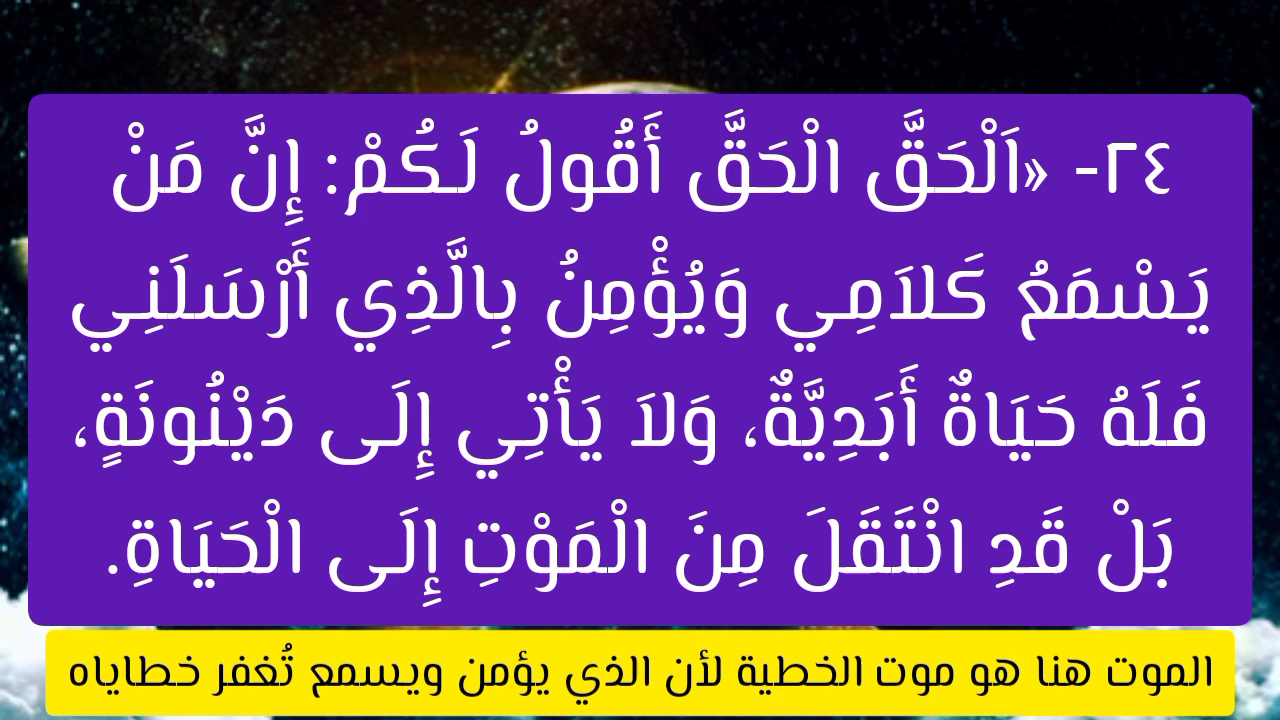 ٢٤- «اَلْحَقَّ الْحَقَّ أَقُولُ لَكُمْ: إِنَّ مَنْ
يَسْمَعُ كَلاَمِي وَيُؤْمِنُ بِالَّذِي أَرْسَلَنِي
فَلَهُ حَيَاةٌ أَبَدِيَّةٌ، وَلاَ يَأْتِي إِلَى دَيْنُونَةٍ،
بَلْ قَدِ انْتَقَلَ مِنَ الْمَوْتِ إِلَى الْحَيَاةِ.
الموت هنا هو موت الخطية لأن الذي يؤمن ويسمع تُغفر خطاياه